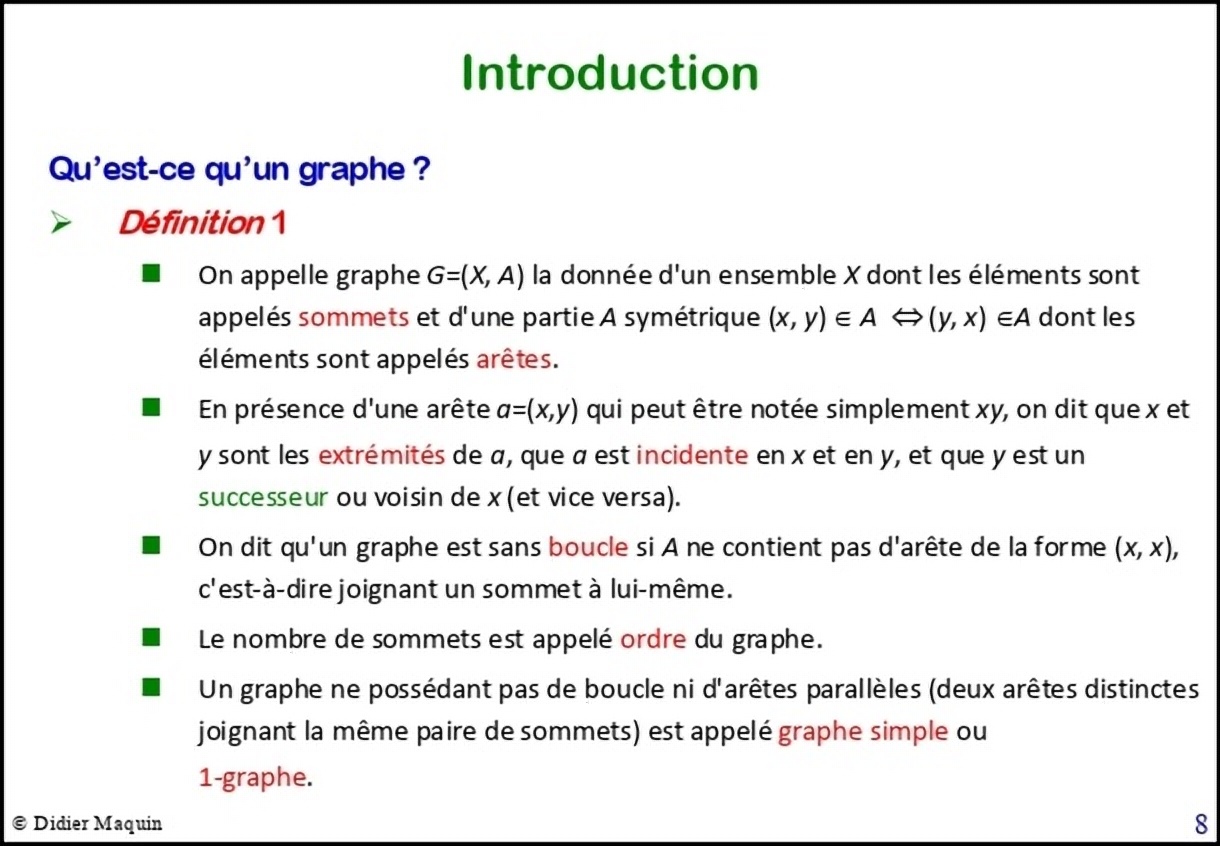 Introduction
Qu’est-ce qu’un graphe ?
Définition 1
On appelle graphe G=(X, A) la donnée d'un ensemble X dont les éléments sont
appelés sommets et d'une partie A symétrique (x, y) ∈ A ⇔ (y, x) ∈A dont les
éléments sont appelés arêtes.
En présence d'une arête a=(x,y) qui peut être notée simplement xy, on dit que x et
y sont les extrémités de a, que a est incidente en x et en y, et que y est un
successeur ou voisin de x (et vice versa).
On dit qu'un graphe est sans boucle si A ne contient pas d'arête de la forme (x, x),
c'est-à-dire joignant un sommet à lui-même.
Le nombre de sommets est appelé ordre du graphe.
Un graphe ne possédant pas de boucle ni d'arêtes parallèles (deux arêtes distinctes
joignant la même paire de sommets) est appelé graphe simple ou
1-graphe.
© Didier Maquin
8